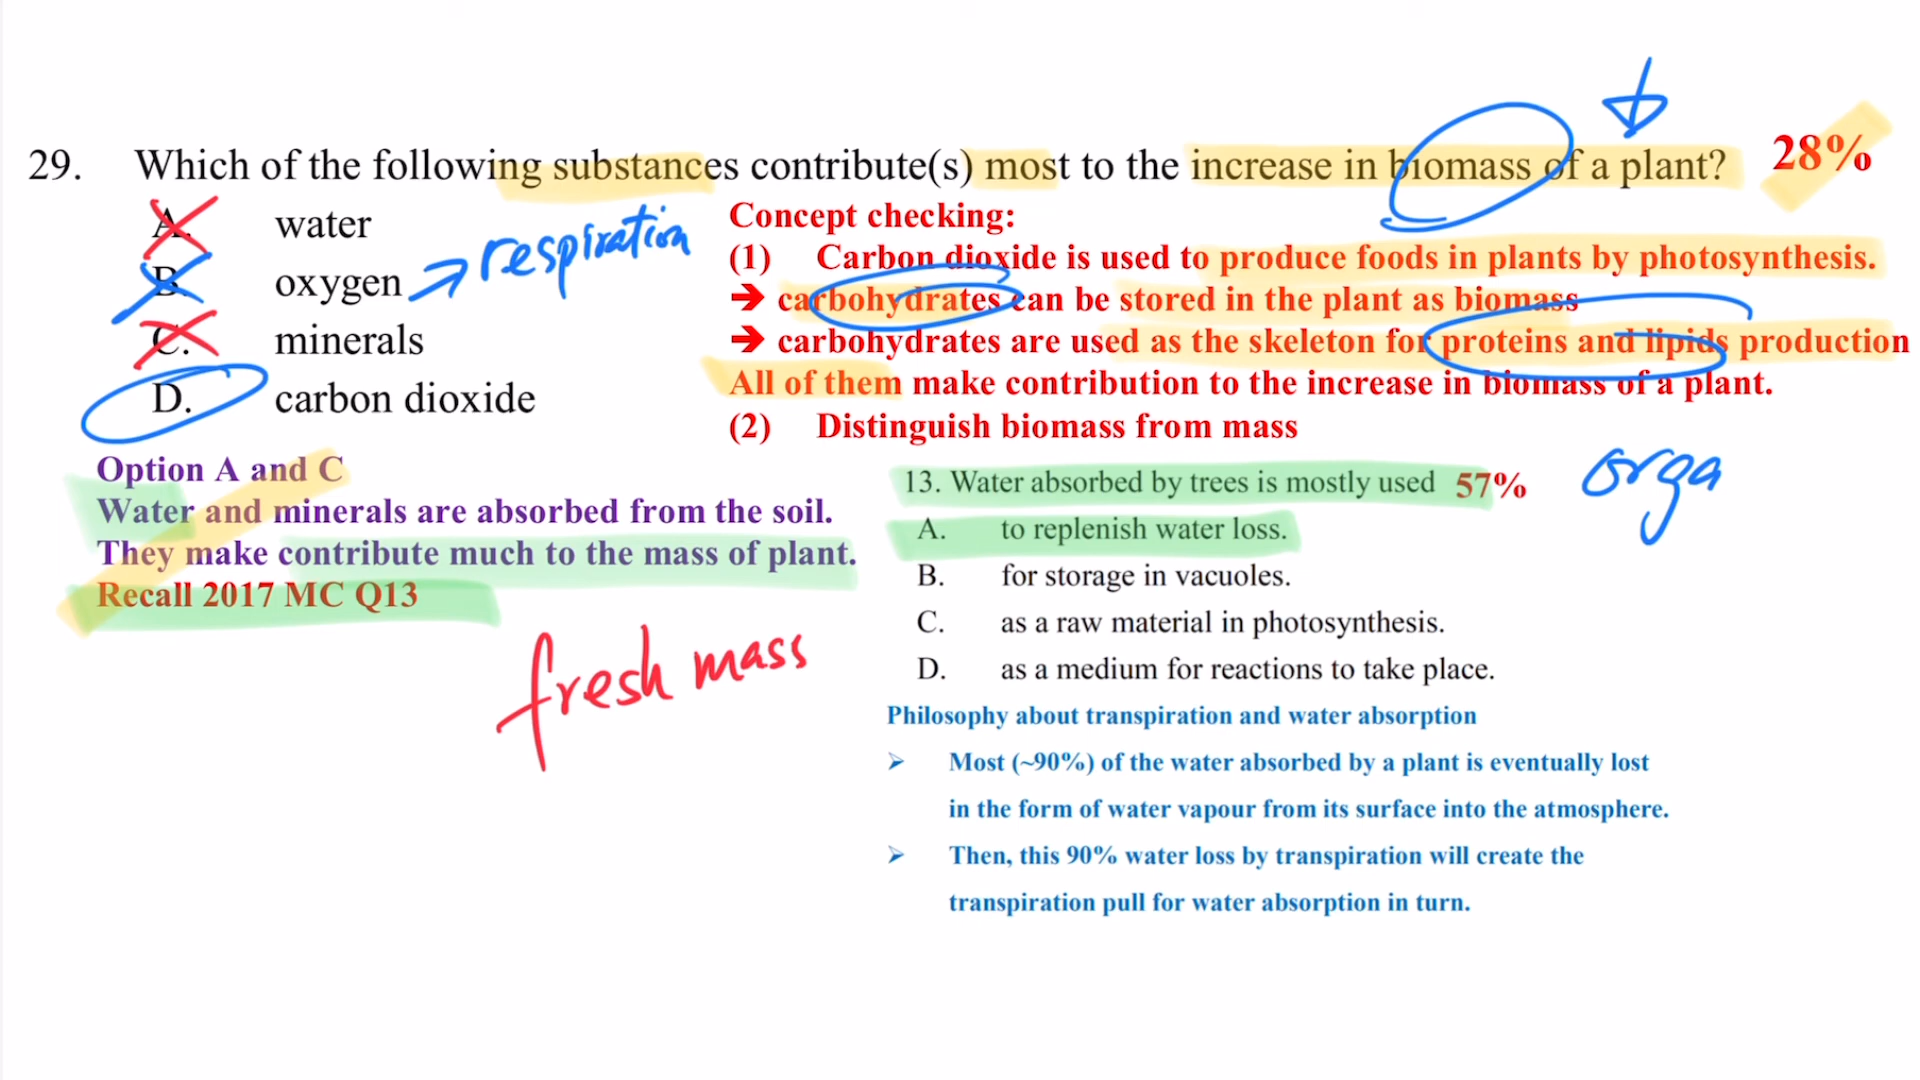 29. Which of the following substances contribute(s) most to the increase in biomass of a plant? 28%
A. water
B. oxygen → respiration
C. minerals
D. carbon dioxide
Concept checking:
(1) Carbon dioxide is used to produce foods in plants by photosynthesis.
➔ carbohydrates can be stored in the plant as biomass
➔ carbohydrates are used as the skeleton for proteins and lipids production
All of them make contribution to the increase in biomass of a plant.
(2) Distinguish biomass from mass
Option A and C
Water and minerals are absorbed from the soil.
They make contribute much to the mass of plant.
Recall 2017 MC Q13
fresh mass
orga
13. Water absorbed by trees is mostly used 57%
A. to replenish water loss.
B. for storage in vacuoles.
C. as a raw material in photosynthesis.
D. as a medium for reactions to take place.
Philosophy about transpiration and water absorption
➢ Most (~90%) of the water absorbed by a plant is eventually lost
in the form of water vapour from its surface into the atmosphere.
➢ Then, this 90% water loss by transpiration will create the
transpiration pull for water absorption in turn.